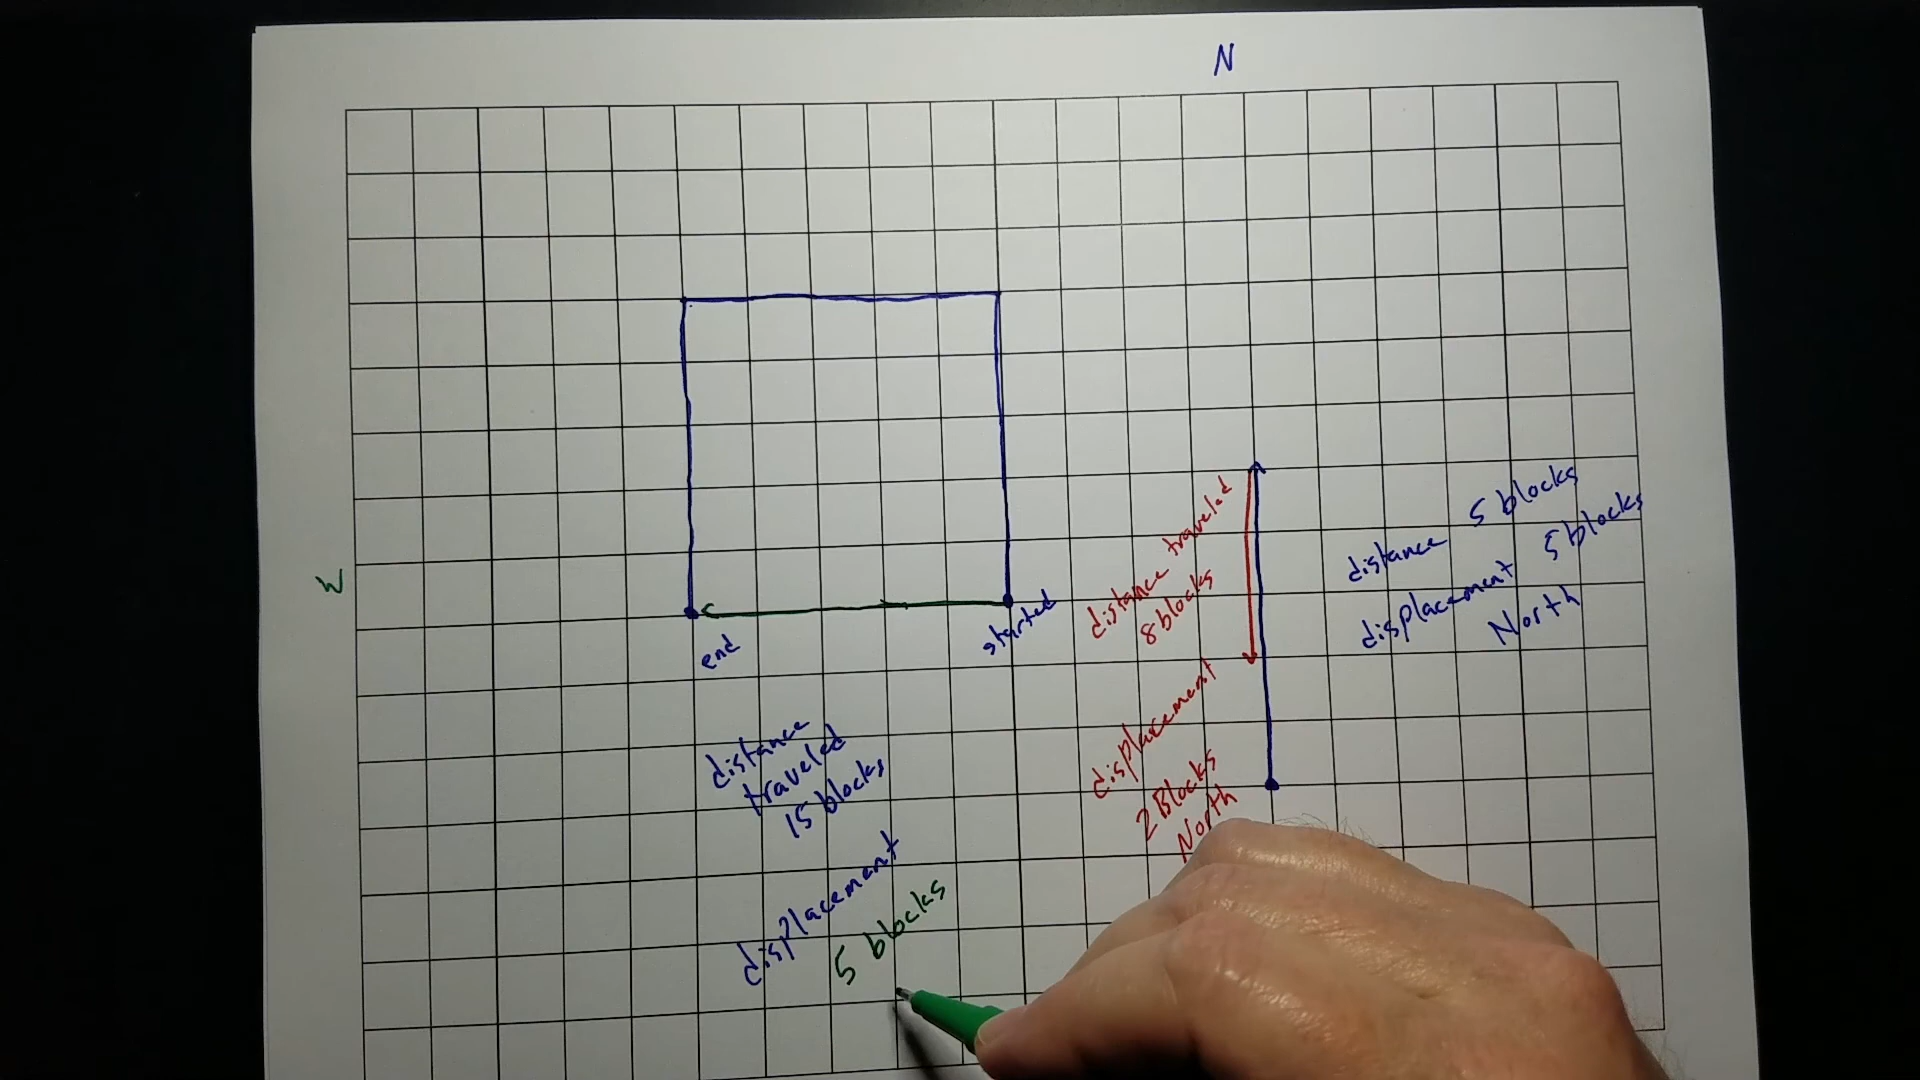 N
W
end
started
distance
traveled
15 blocks
displacement
5 blocks
distance traveled
8 blocks
displacement
2 Blocks
North
distance 5 blocks
displacement 5 blocks
North